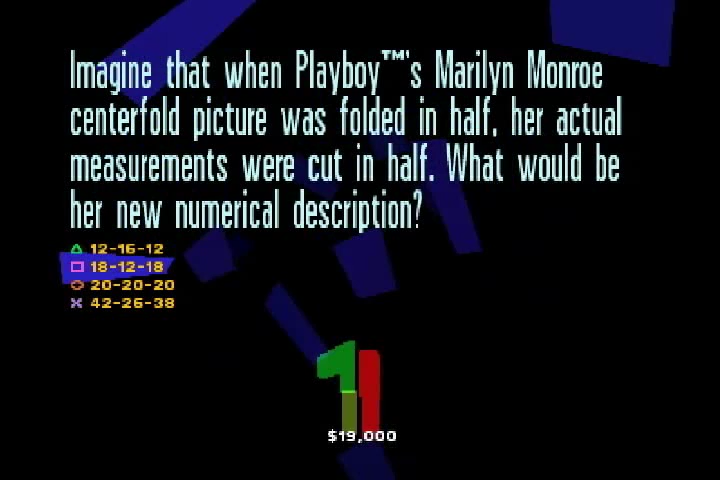 Imagine that when Playboy™'s Marilyn Monroe
centerfold picture was folded in half, her actual
measurements were cut in half. What would be
her new numerical description?
12-16-12
18-12-18
20-20-20
42-26-38
1
$19,000